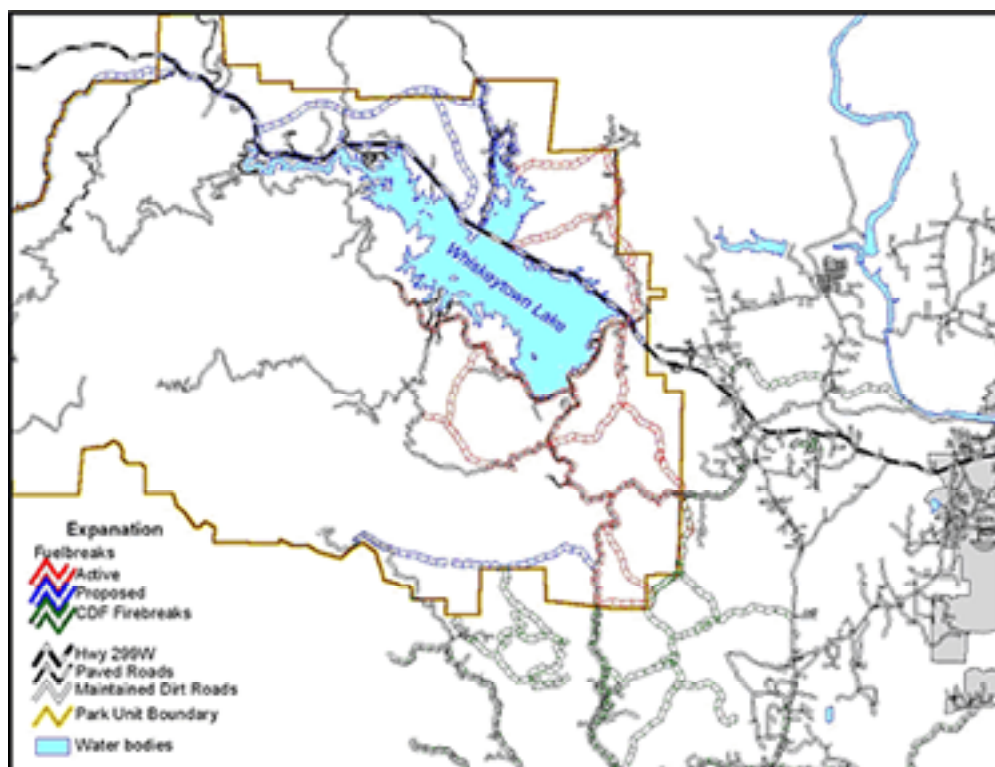 Whiskeytown Lake
Expanation
Fuelbreaks
Active
Proposed
CDF Firebreaks
Hwy 299W
Paved Roads
Maintained Dirt Roads
Park Unit Boundary
Water bodies